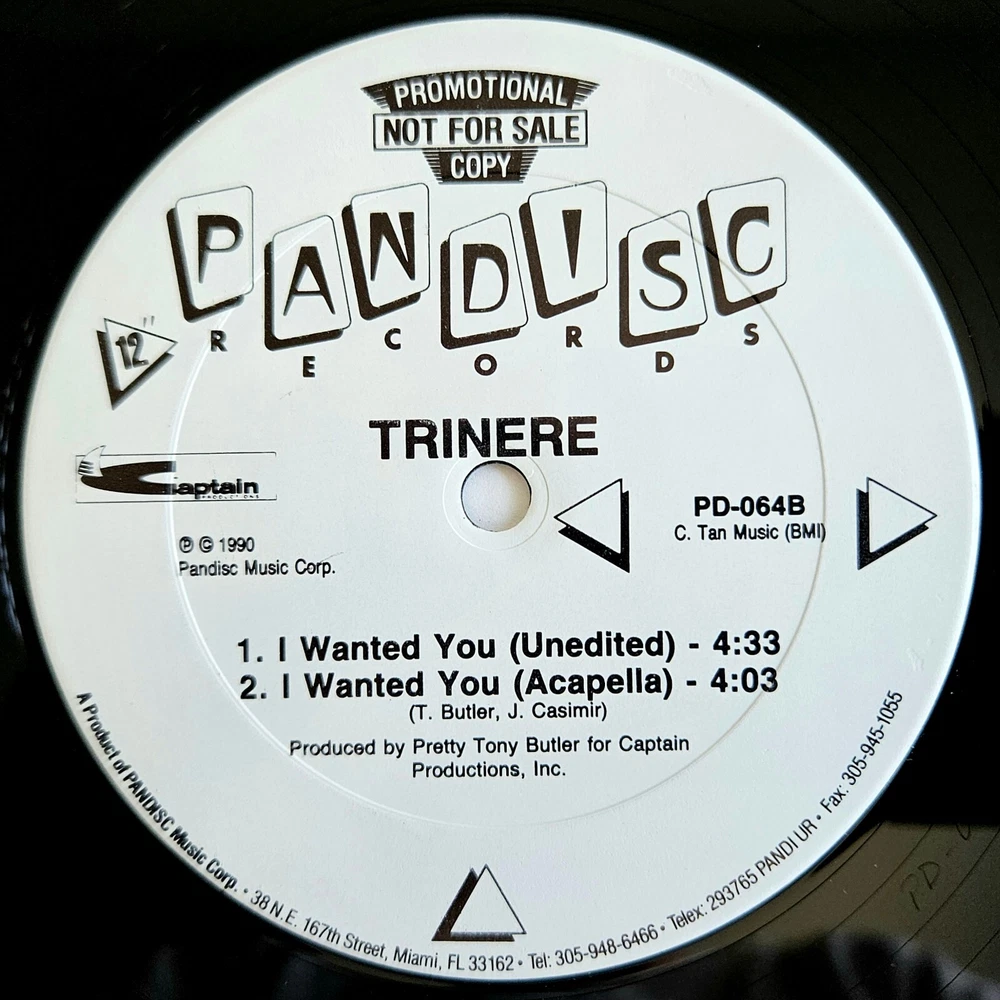 PROMOTIONAL
NOT FOR SALE
COPY
PANDISC
RECORDS
12"
TRINERE
Captain
PRODUCTIONS
PD-064B
C. Tan Music (BMI)
℗ © 1990
Pandisc Music Corp.
1. I Wanted You (Unedited) - 4:33
2. I Wanted You (Acapella) - 4:03
(T. Butler, J. Casimir)
Produced by Pretty Tony Butler for Captain
Productions, Inc.
A Product of PANDISC Music Corp. • 38 N.E. 167th Street, Miami, FL 33162 • Tel: 305-948-6466 • Telex: 293765 PANDI UR • Fax: 305-945-1055
PD-